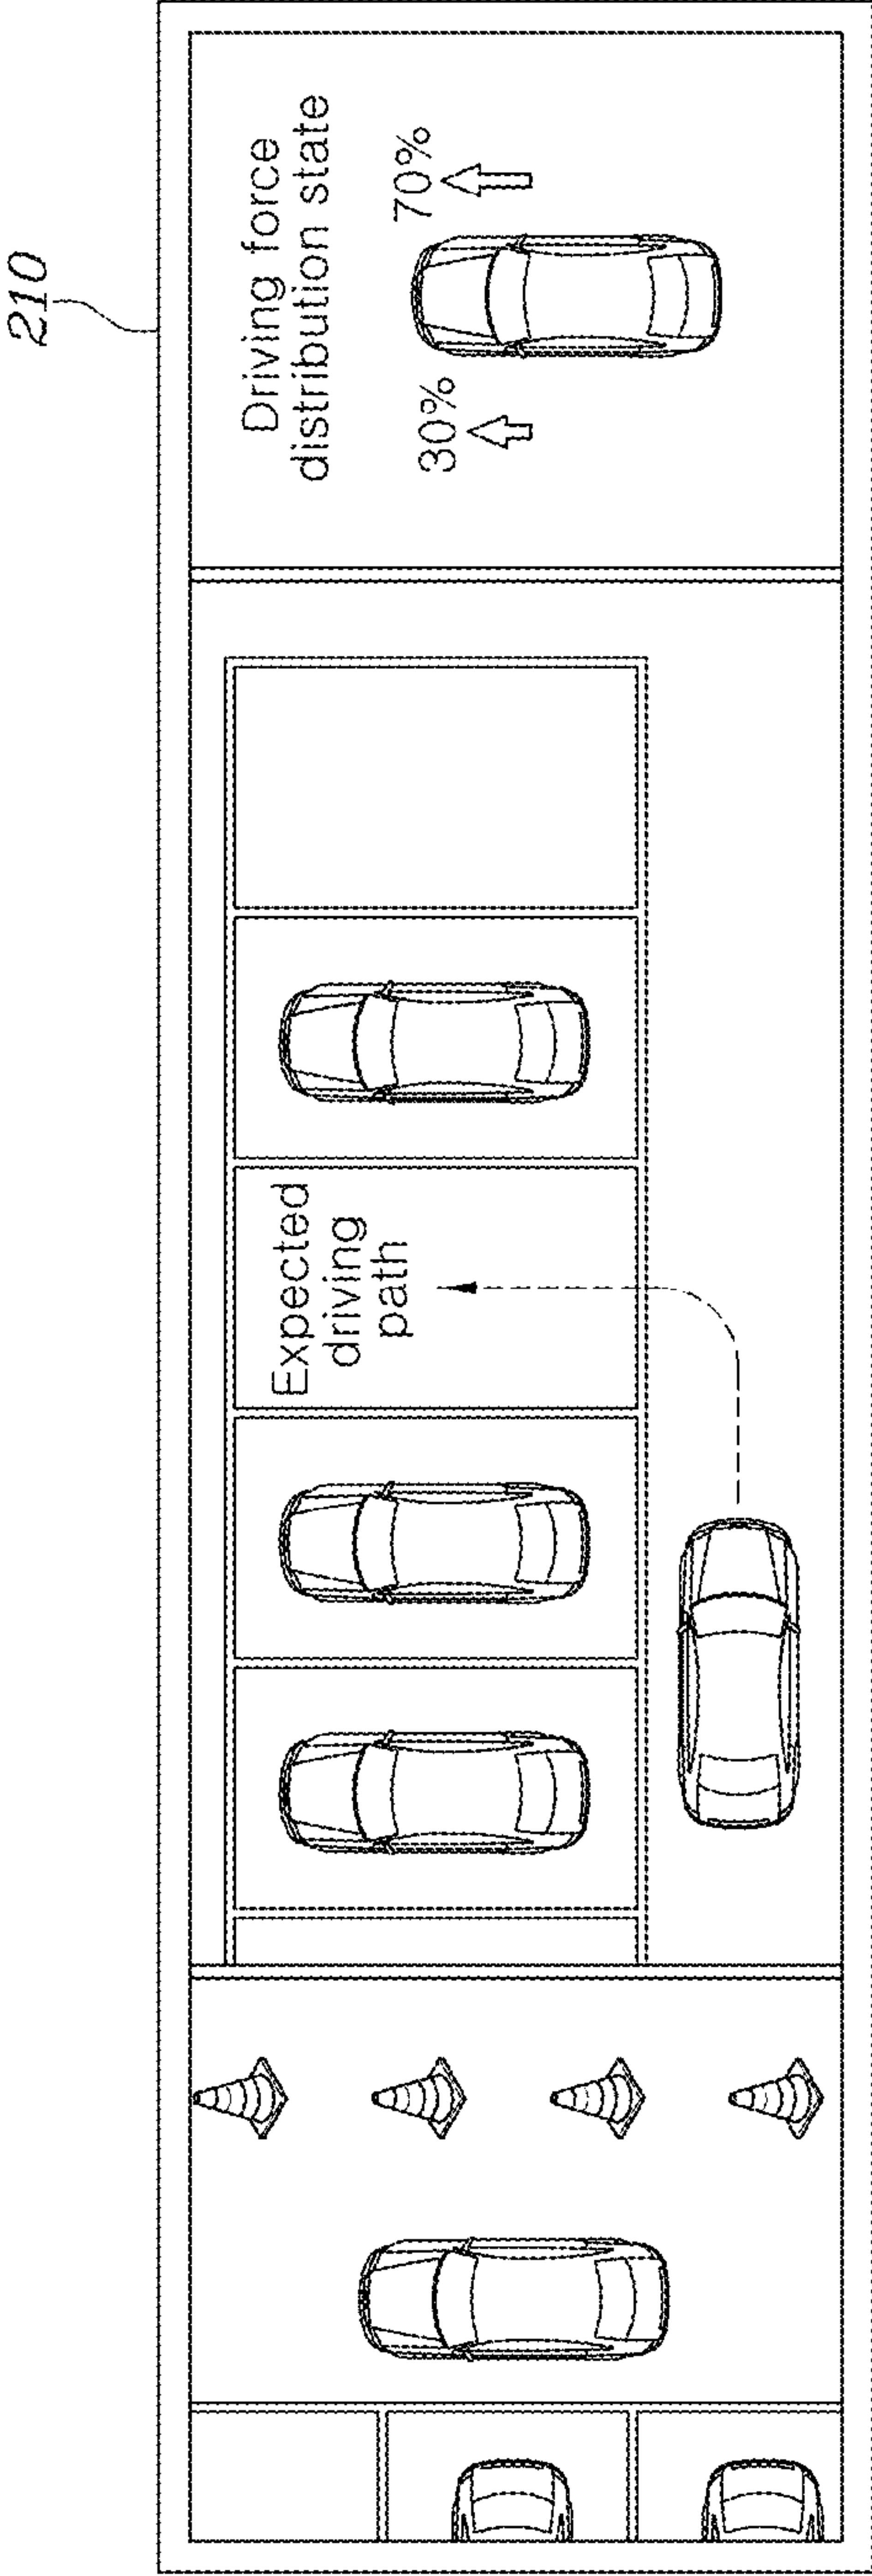 210
Expected
driving
path
Driving force
distribution state
30%
70%